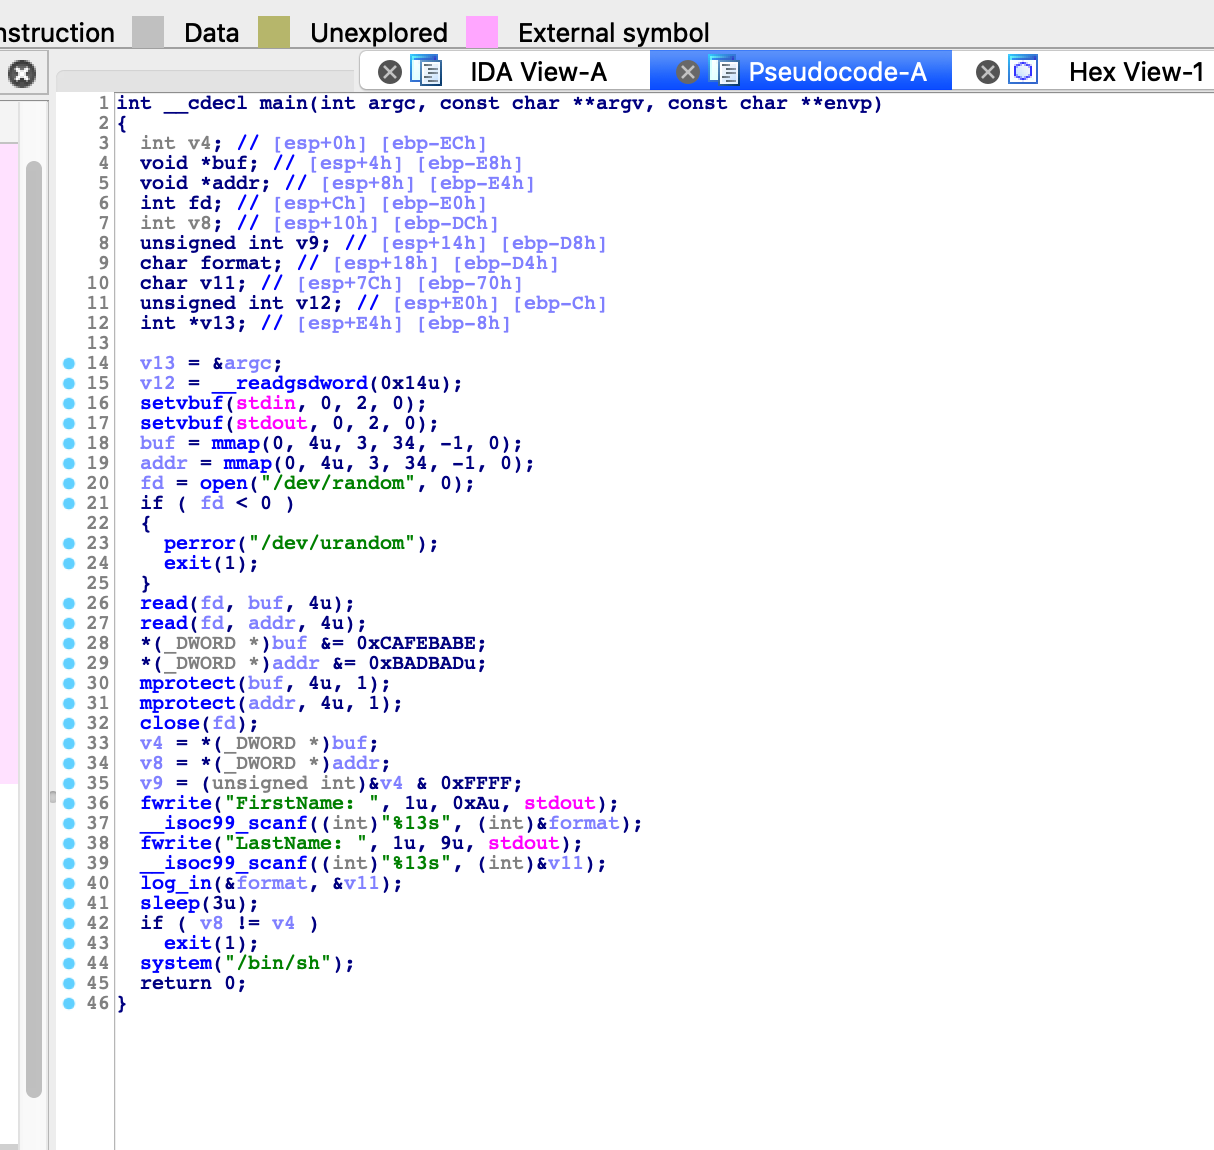 nstruction Data Unexplored External symbol
IDA View-A Pseudocode-A Hex View-1
1 int __cdecl main(int argc, const char **argv, const char **envp)
2 {
3 int v4; // [esp+0h] [ebp-ECh]
4 void *buf; // [esp+4h] [ebp-E8h]
5 void *addr; // [esp+8h] [ebp-E4h]
6 int fd; // [esp+Ch] [ebp-E0h]
7 int v8; // [esp+10h] [ebp-DCh]
8 unsigned int v9; // [esp+14h] [ebp-D8h]
9 char format; // [esp+18h] [ebp-D4h]
10 char v11; // [esp+7Ch] [ebp-70h]
11 unsigned int v12; // [esp+E0h] [ebp-Ch]
12 int *v13; // [esp+E4h] [ebp-8h]
13
14 v13 = &argc;
15 v12 = __readgsdword(0x14u);
16 setvbuf(stdin, 0, 2, 0);
17 setvbuf(stdout, 0, 2, 0);
18 buf = mmap(0, 4u, 3, 34, -1, 0);
19 addr = mmap(0, 4u, 3, 34, -1, 0);
20 fd = open("/dev/random", 0);
21 if ( fd < 0 )
22 {
23 perror("/dev/urandom");
24 exit(1);
25 }
26 read(fd, buf, 4u);
27 read(fd, addr, 4u);
28 *(_DWORD *)buf &= 0xCAFEBABE;
29 *(_DWORD *)addr &= 0xBADBADu;
30 mprotect(buf, 4u, 1);
31 mprotect(addr, 4u, 1);
32 close(fd);
33 v4 = *(_DWORD *)buf;
34 v8 = *(_DWORD *)addr;
35 v9 = (unsigned int)&v4 & 0xFFFF;
36 fwrite("FirstName: ", 1u, 0xAu, stdout);
37 __isoc99_scanf((int)"%13s", (int)&format);
38 fwrite("LastName: ", 1u, 9u, stdout);
39 __isoc99_scanf((int)"%13s", (int)&v11);
40 log_in(&format, &v11);
41 sleep(3u);
42 if ( v8 != v4 )
43 exit(1);
44 system("/bin/sh");
45 return 0;
46 }